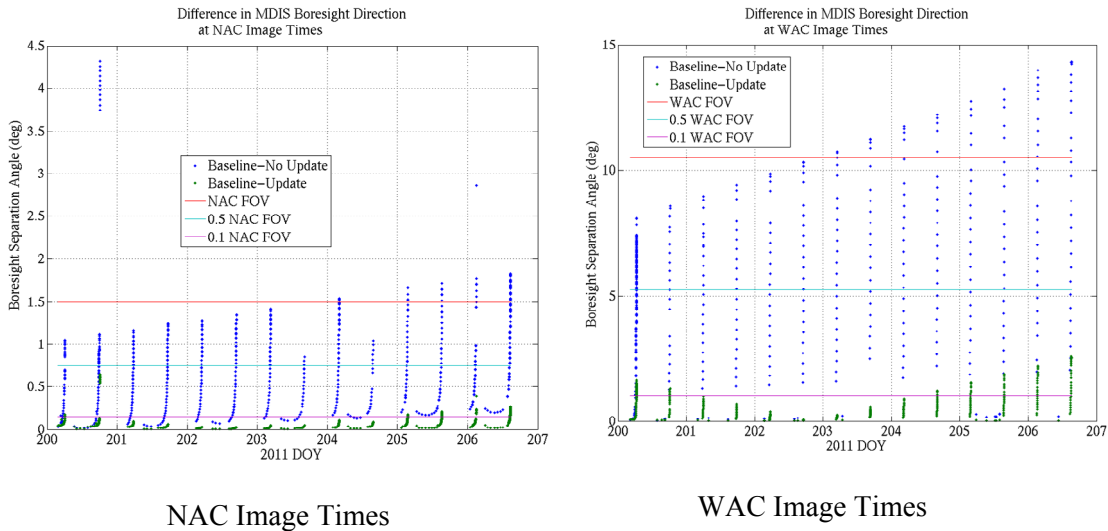 Difference in MDIS Boresight Direction
at NAC Image Times
4.5
4
3.5
3
2.5
2
1.5
1
0.5
0
Boresight Separation Angle (deg)
Baseline-No Update
Baseline-Update
NAC FOV
0.5 NAC FOV
0.1 NAC FOV
200 201 202 203 204 205 206 207
2011 DOY
NAC Image Times
Difference in MDIS Boresight Direction
at WAC Image Times
15
10
5
0
Boresight Separation Angle (deg)
Baseline-No Update
Baseline-Update
WAC FOV
0.5 WAC FOV
0.1 WAC FOV
200 201 202 203 204 205 206 207
2011 DOY
WAC Image Times